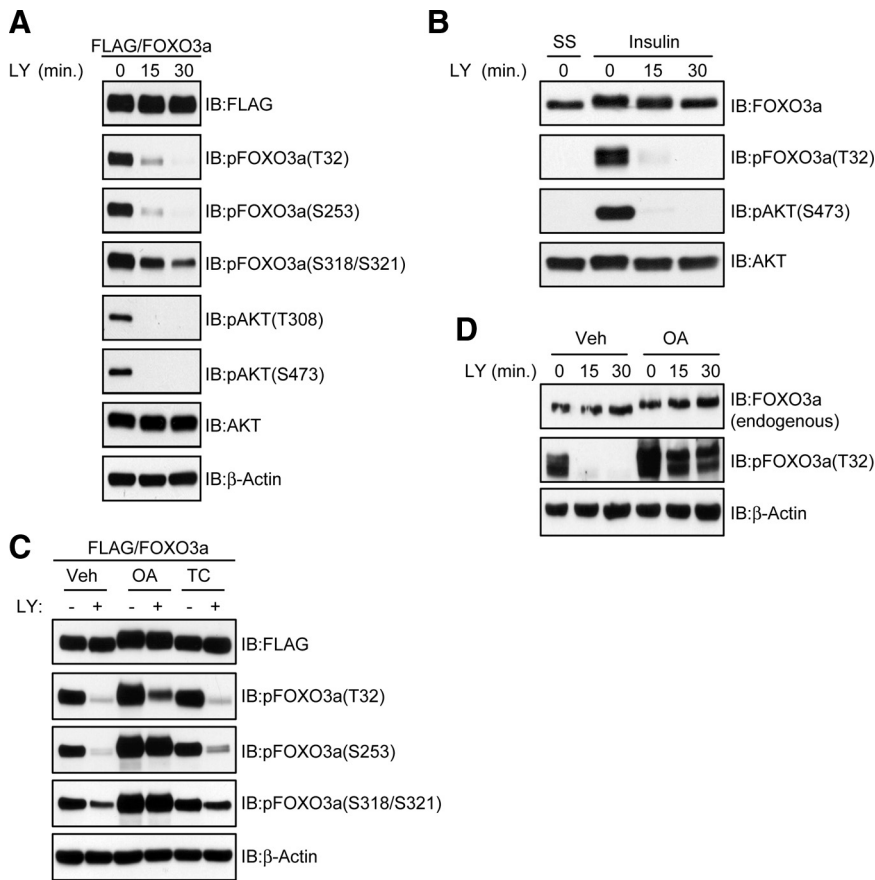 A
FLAG/FOXO3a
LY (min.) 0 15 30
IB:FLAG
IB:pFOXO3a(T32)
IB:pFOXO3a(S253)
IB:pFOXO3a(S318/S321)
IB:pAKT(T308)
IB:pAKT(S473)
IB:AKT
IB:β-Actin
B
SS Insulin
LY (min.) 0 0 15 30
IB:FOXO3a
IB:pFOXO3a(T32)
IB:pAKT(S473)
IB:AKT
C
FLAG/FOXO3a
Veh OA TC
LY: - + - + - +
IB:FLAG
IB:pFOXO3a(T32)
IB:pFOXO3a(S253)
IB:pFOXO3a(S318/S321)
IB:β-Actin
D
Veh OA
LY (min.) 0 15 30 0 15 30
IB:FOXO3a
(endogenous)
IB:pFOXO3a(T32)
IB:β-Actin